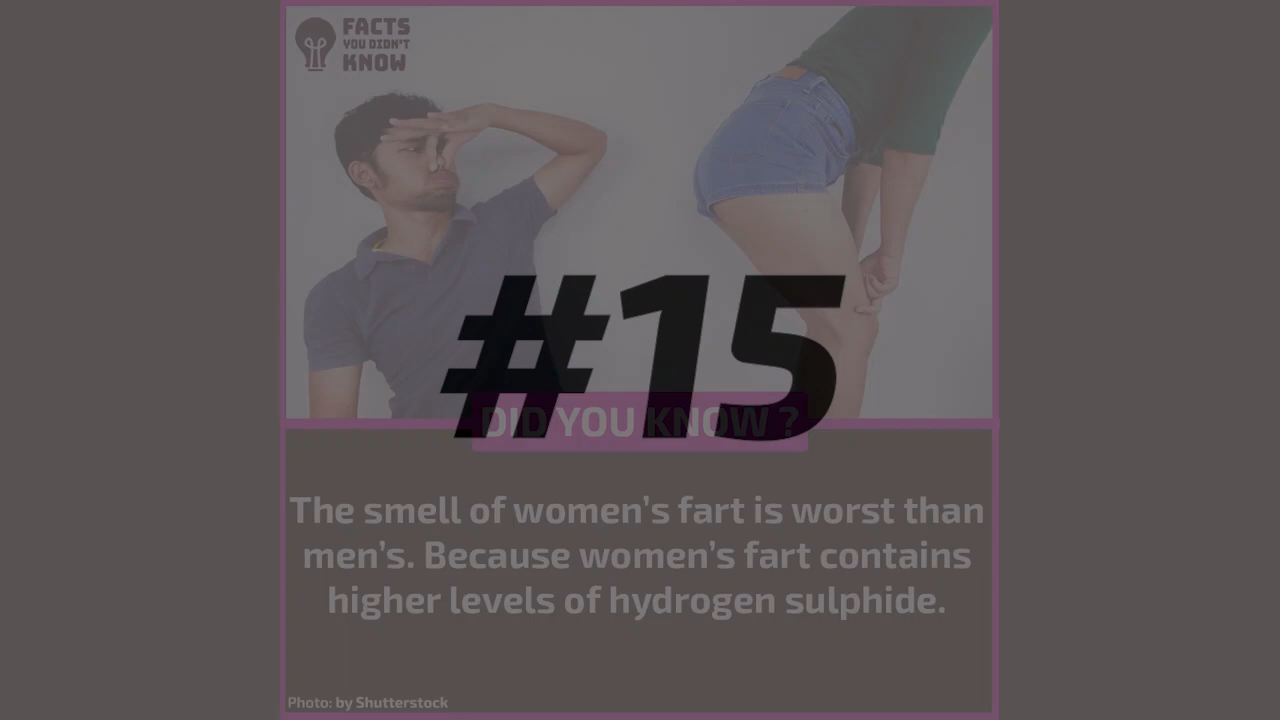 FACTS
YOU DIDN'T
KNOW
#15
DID YOU KNOW ?
The smell of women's fart is worst than
men's. Because women's fart contains
higher levels of hydrogen sulphide.
Photo: by Shutterstock